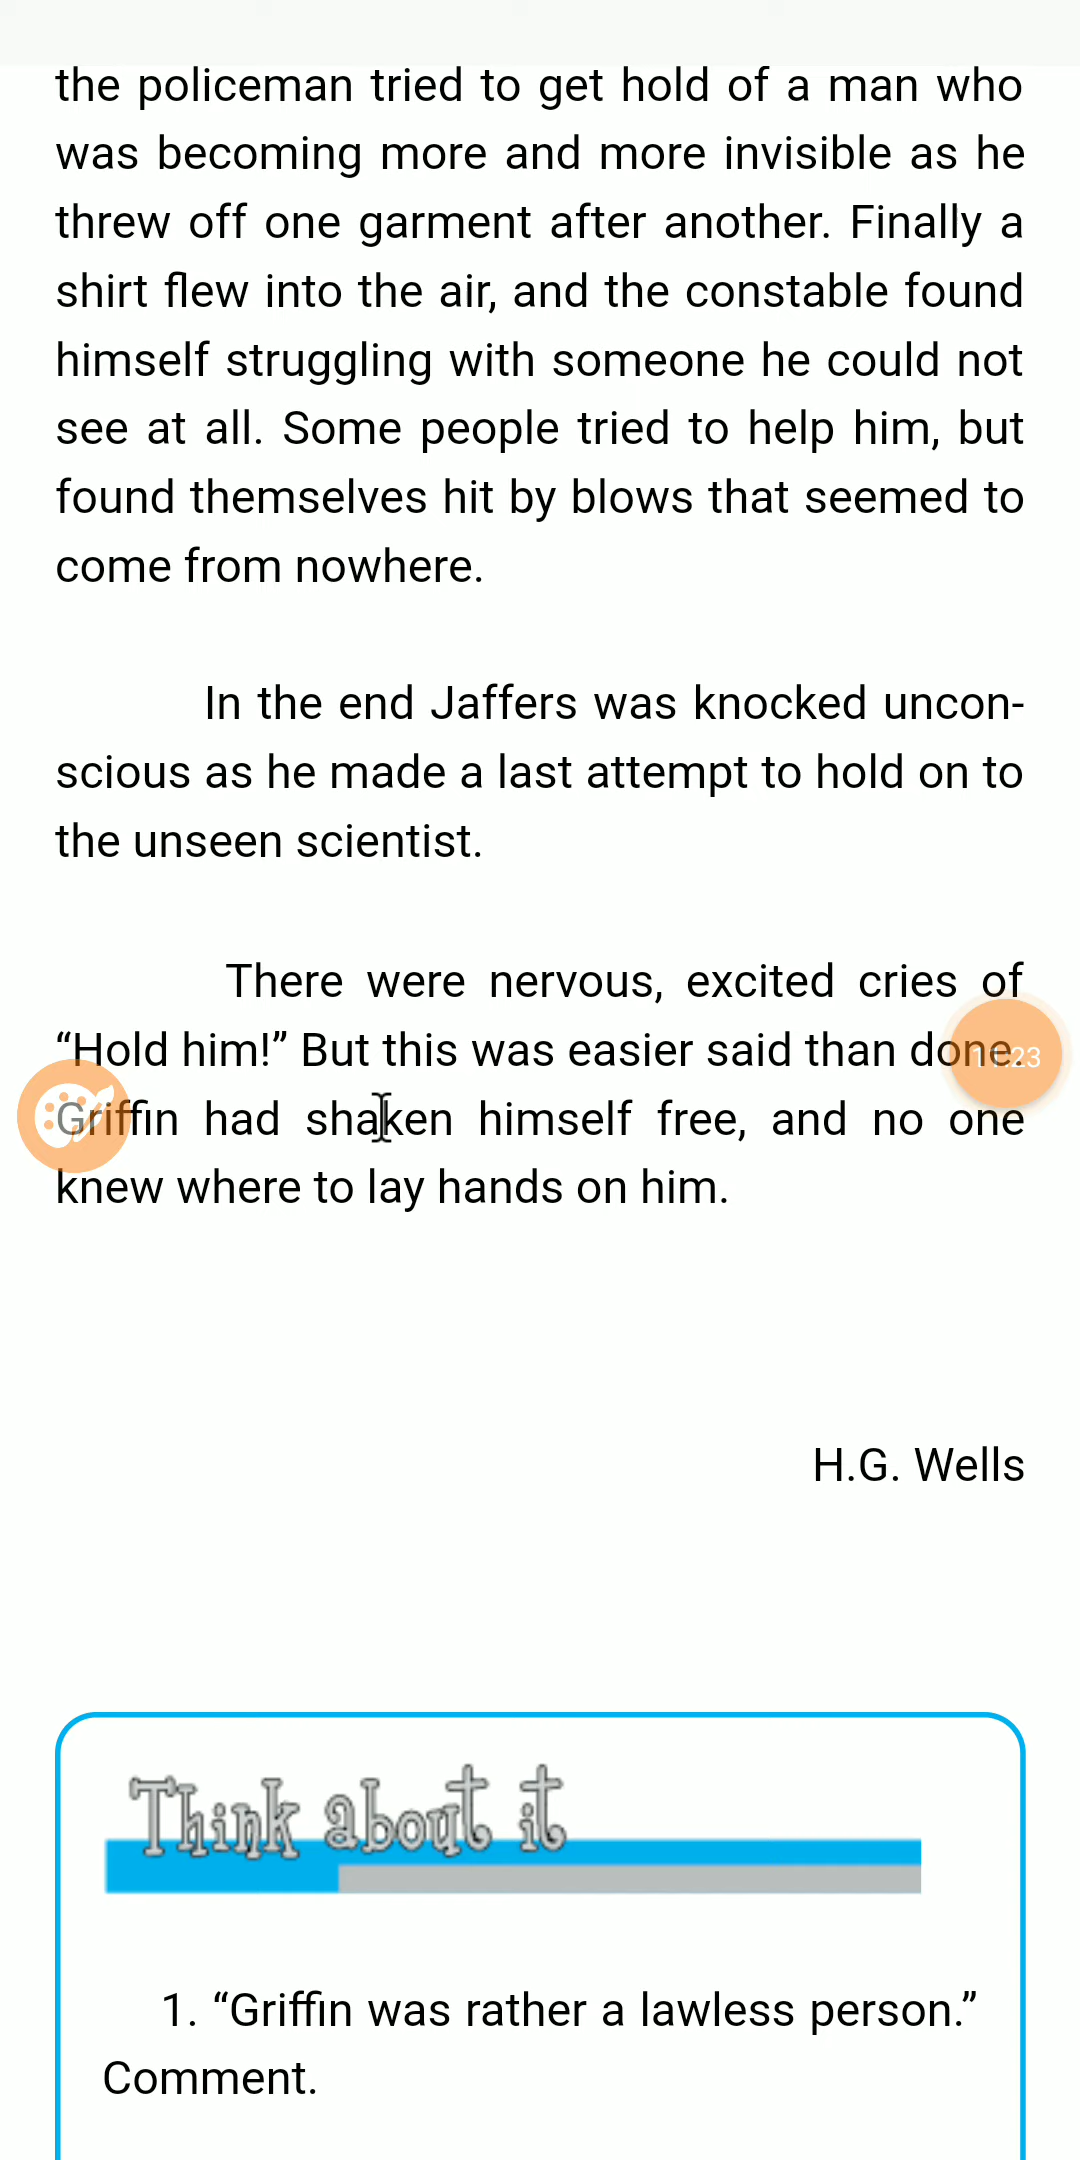 the policeman tried to get hold of a man who
was becoming more and more invisible as he
threw off one garment after another. Finally a
shirt flew into the air, and the constable found
himself struggling with someone he could not
see at all. Some people tried to help him, but
found themselves hit by blows that seemed to
come from nowhere.
In the end Jaffers was knocked uncon-
scious as he made a last attempt to hold on to
the unseen scientist.
There were nervous, excited cries of
“Hold him!” But this was easier said than done.
11:23
Griffin had shaken himself free, and no one
knew where to lay hands on him.
H.G. Wells
Think about it
1. “Griffin was rather a lawless person.”
Comment.